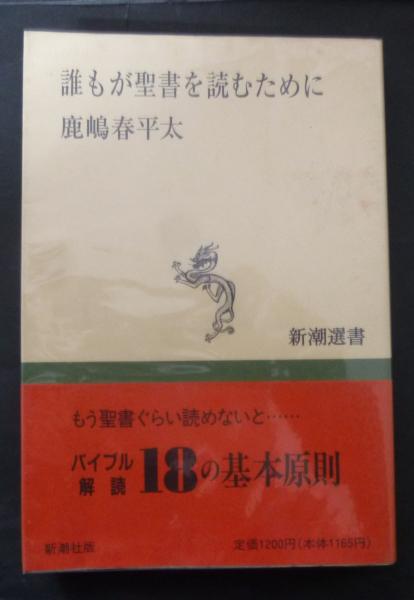 誰もが聖書を読むために
鹿嶋春平太
新潮選書
もう聖書ぐらい読めないと……
バイブル
解読
18の基本原則
新潮社版
定価1200円(本体1165円)